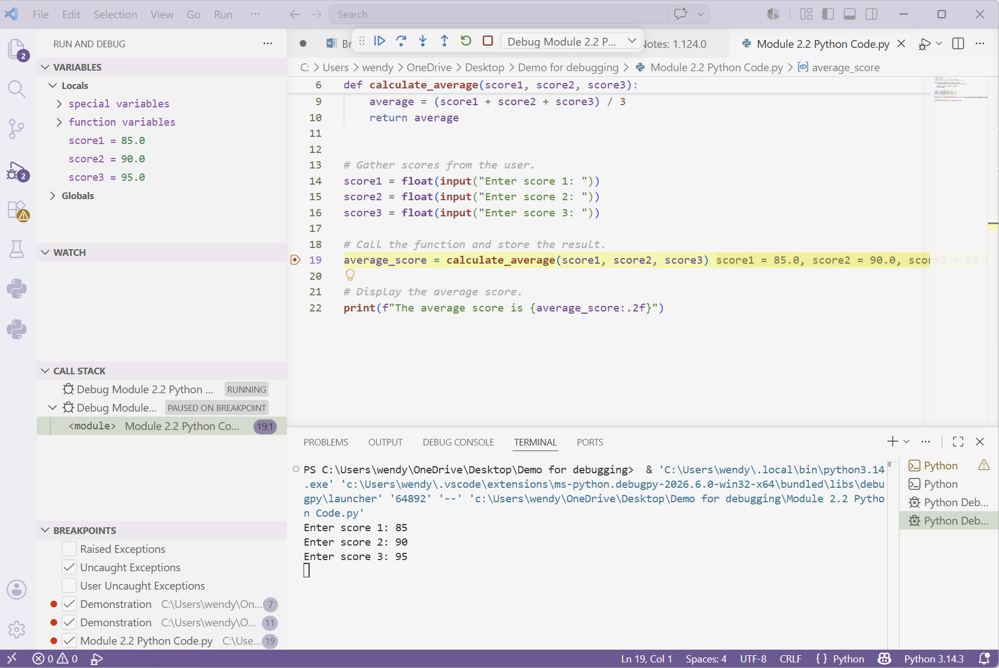 File Edit Selection View Go Run ···
Search
RUN AND DEBUG
Br
Debug Module 2.2 P...
Notes: 1.124.0
Module 2.2 Python Code.py
2
VARIABLES
Locals
special variables
function variables
score1 = 85.0
score2 = 90.0
score3 = 95.0
Globals
2
WATCH
CALL STACK
Debug Module 2.2 Python ... RUNNING
Debug Module... PAUSED ON BREAKPOINT
<module> Module 2.2 Python Co... 19:1
BREAKPOINTS
Raised Exceptions
Uncaught Exceptions
User Uncaught Exceptions
Demonstration C:\Users\wendy\On... 7
Demonstration C:\Users\wendy\O... 11
Module 2.2 Python Code.py C:\Use... 19
C: > Users > wendy > OneDrive > Desktop > Demo for debugging > Module 2.2 Python Code.py > average_score
6 def calculate_average(score1, score2, score3):
9 average = (score1 + score2 + score3) / 3
10 return average
11
12
13 # Gather scores from the user.
14 score1 = float(input("Enter score 1: "))
15 score2 = float(input("Enter score 2: "))
16 score3 = float(input("Enter score 3: "))
17
18 # Call the function and store the result.
19 average_score = calculate_average(score1, score2, score3) score1 = 85.0, score2 = 90.0, score3 = 95.
20
21 # Display the average score.
22 print(f"The average score is {average_score:.2f}")
PROBLEMS OUTPUT DEBUG CONSOLE TERMINAL PORTS
PS C:\Users\wendy\OneDrive\Desktop\Demo for debugging> & 'C:\Users\wendy\.local\bin\python3.14
.exe' 'c:\Users\wendy\.vscode\extensions\ms-python.debugpy-2026.6.0-win32-x64\bundled\libs\debu
gpy\launcher' '64892' '--' 'c:\Users\wendy\OneDrive\Desktop\Demo for debugging\Module 2.2 Pytho
n Code.py'
Enter score 1: 85
Enter score 2: 90
Enter score 3: 95
Python
Python
Python Deb...
Python Deb...
0 0
Ln 19, Col 1 Spaces: 4 UTF-8 CRLF { } Python Python 3.14.3